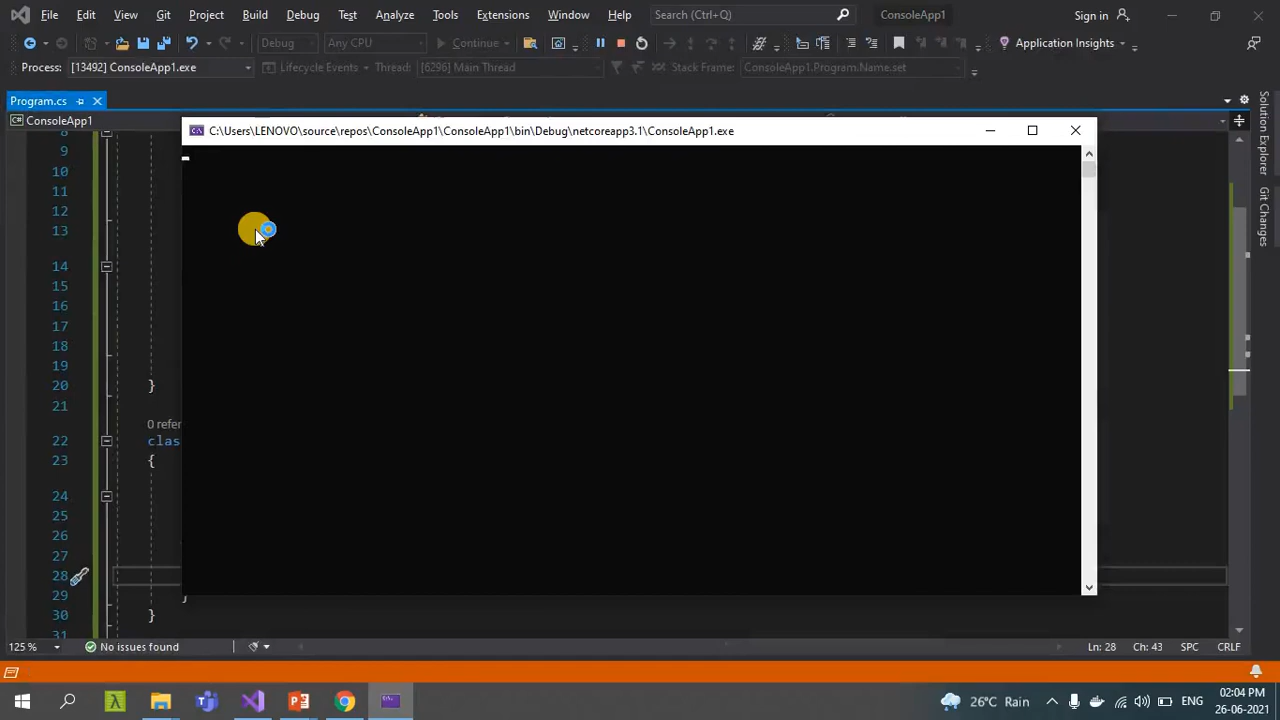 File Edit View Git Project Build Debug Test Analyze Tools Extensions Window Help Search (Ctrl+Q) ConsoleApp1 Sign in
Debug Any CPU Continue Application Insights
Process: [13492] ConsoleApp1.exe Lifecycle Events Thread: [6296] Main Thread Stack Frame: ConsoleApp1.Program.Name.set
Program.cs
ConsoleApp1
C:\Users\LENOVO\source\repos\ConsoleApp1\ConsoleApp1\bin\Debug\netcoreapp3.1\ConsoleApp1.exe
8
9
10
11
12
13
14
15
16
17
18
19
20 }
21
0 refer
22 clas
23 {
24
25
26
27
28
29 }
30 }
31
Solution Explorer
Git Changes
125 % No issues found Ln: 28 Ch: 43 SPC CRLF
26°C Rain ENG 02:04 PM
26-06-2021